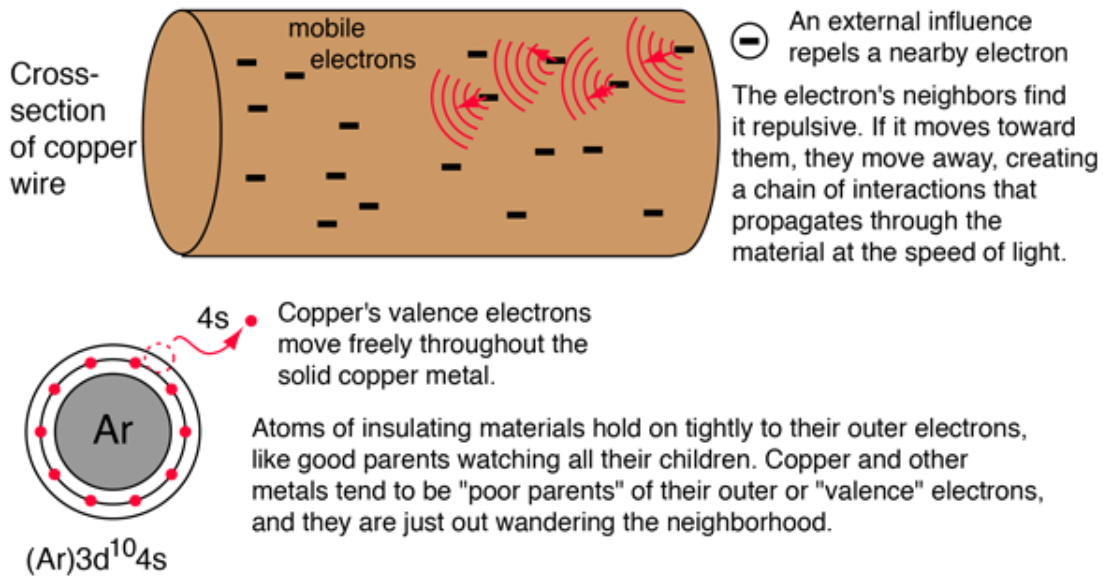 Cross-
section
of copper
wire
mobile
electrons
An external influence
repels a nearby electron
The electron's neighbors find
it repulsive. If it moves toward
them, they move away, creating
a chain of interactions that
propagates through the
material at the speed of light.
4s
Copper's valence electrons
move freely throughout the
solid copper metal.
Ar
(Ar)3d¹⁰4s
Atoms of insulating materials hold on tightly to their outer electrons,
like good parents watching all their children. Copper and other
metals tend to be "poor parents" of their outer or "valence" electrons,
and they are just out wandering the neighborhood.